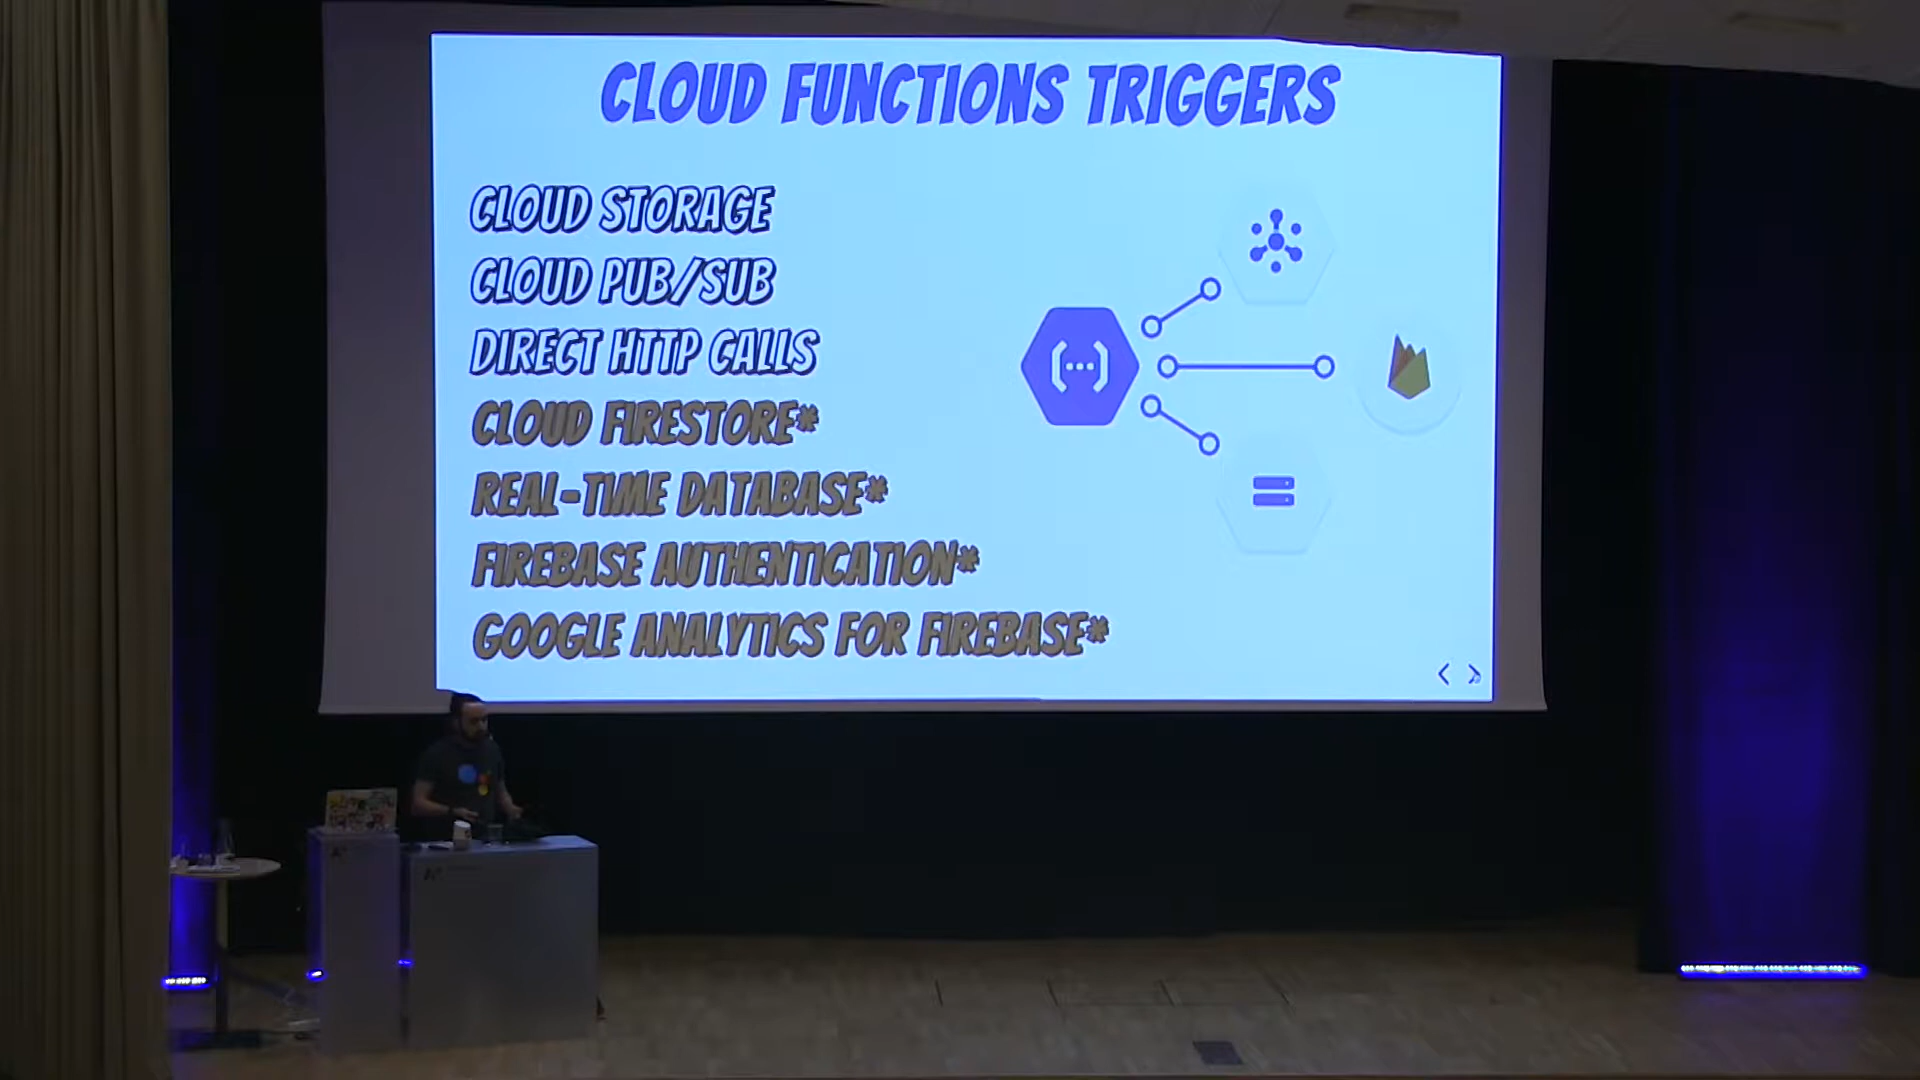 CLOUD FUNCTIONS TRIGGERS
CLOUD STORAGE
CLOUD PUB/SUB
DIRECT HTTP CALLS
CLOUD FIRESTORE*
REAL-TIME DATABASE*
FIREBASE AUTHENTICATION*
GOOGLE ANALYTICS FOR FIREBASE*